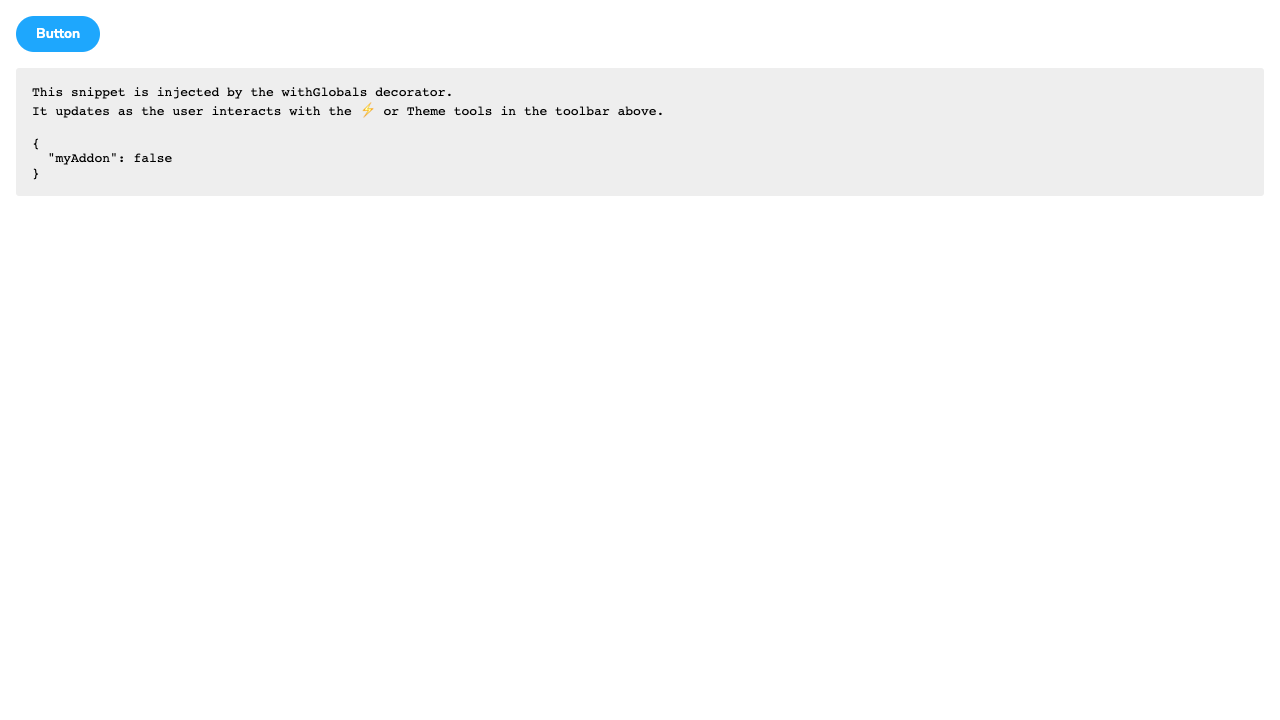 Button
This snippet is injected by the withGlobals decorator.
It updates as the user interacts with the ⚡ or Theme tools in the toolbar above.
{
  "myAddon": false
}